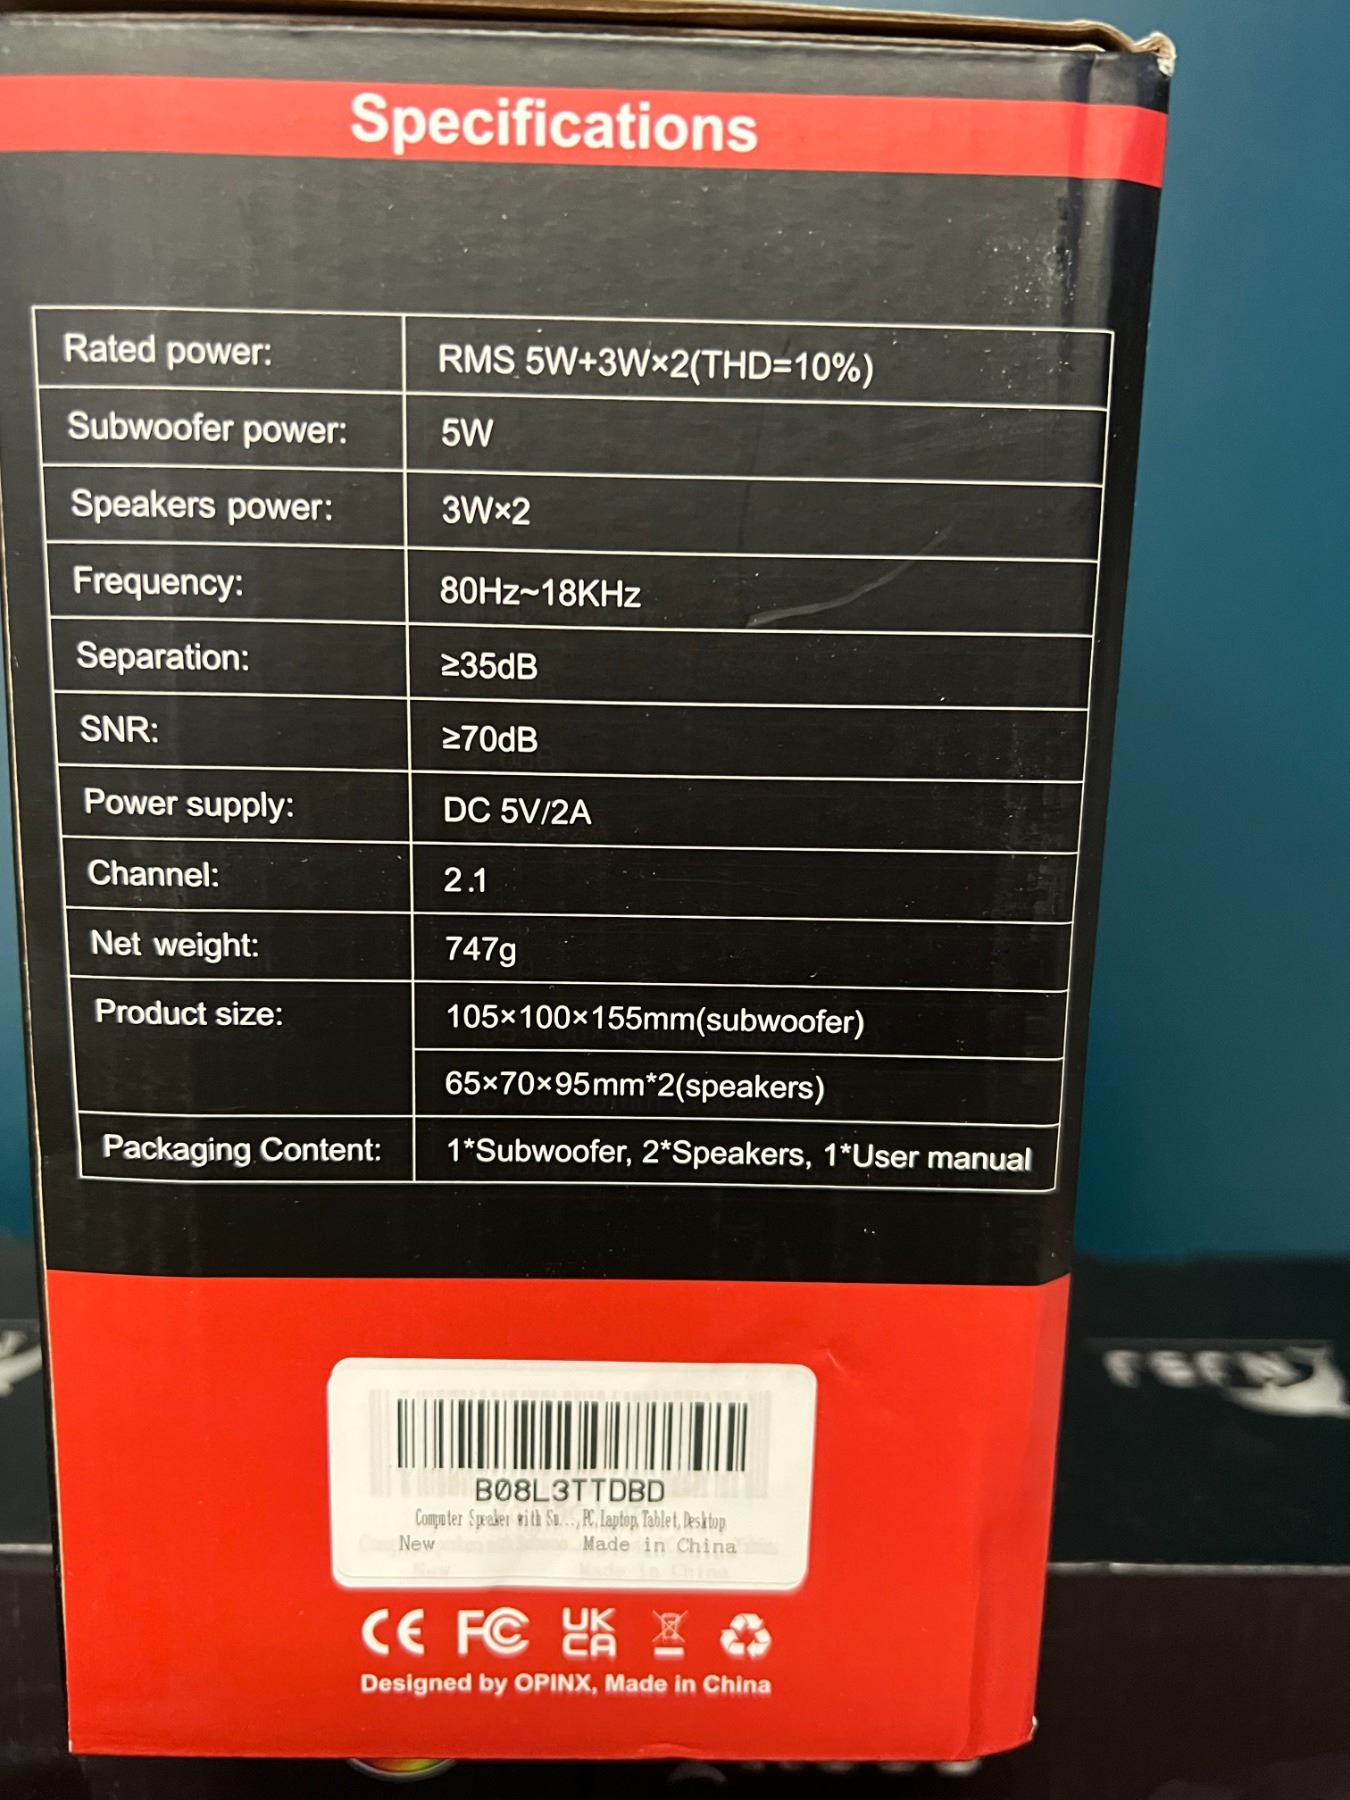 Specifications
Rated power: RMS 5W+3W×2(THD=10%)
Subwoofer power: 5W
Speakers power: 3W×2
Frequency: 80Hz~18KHz
Separation: ≥35dB
SNR: ≥70dB
Power supply: DC 5V/2A
Channel: 2.1
Net weight: 747g
Product size: 105×100×155mm(subwoofer)
65×70×95mm*2(speakers)
Packaging Content: 1*Subwoofer, 2*Speakers, 1*User manual
B08L3TTDBD
Computer Speaker with Su...,PC,Laptop,Tablet,Desktop
New Made in China
CE FC UK CA
Designed by OPINX, Made in China